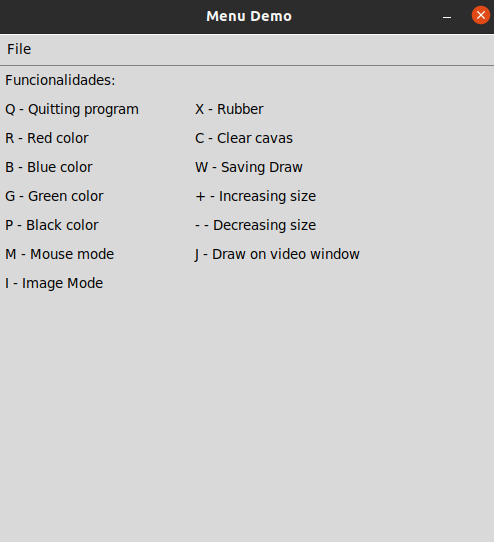 Menu Demo
File
Funcionalidades:
Q - Quitting program
R - Red color
B - Blue color
G - Green color
P - Black color
M - Mouse mode
I - Image Mode
X - Rubber
C - Clear cavas
W - Saving Draw
+ - Increasing size
- - Decreasing size
J - Draw on video window